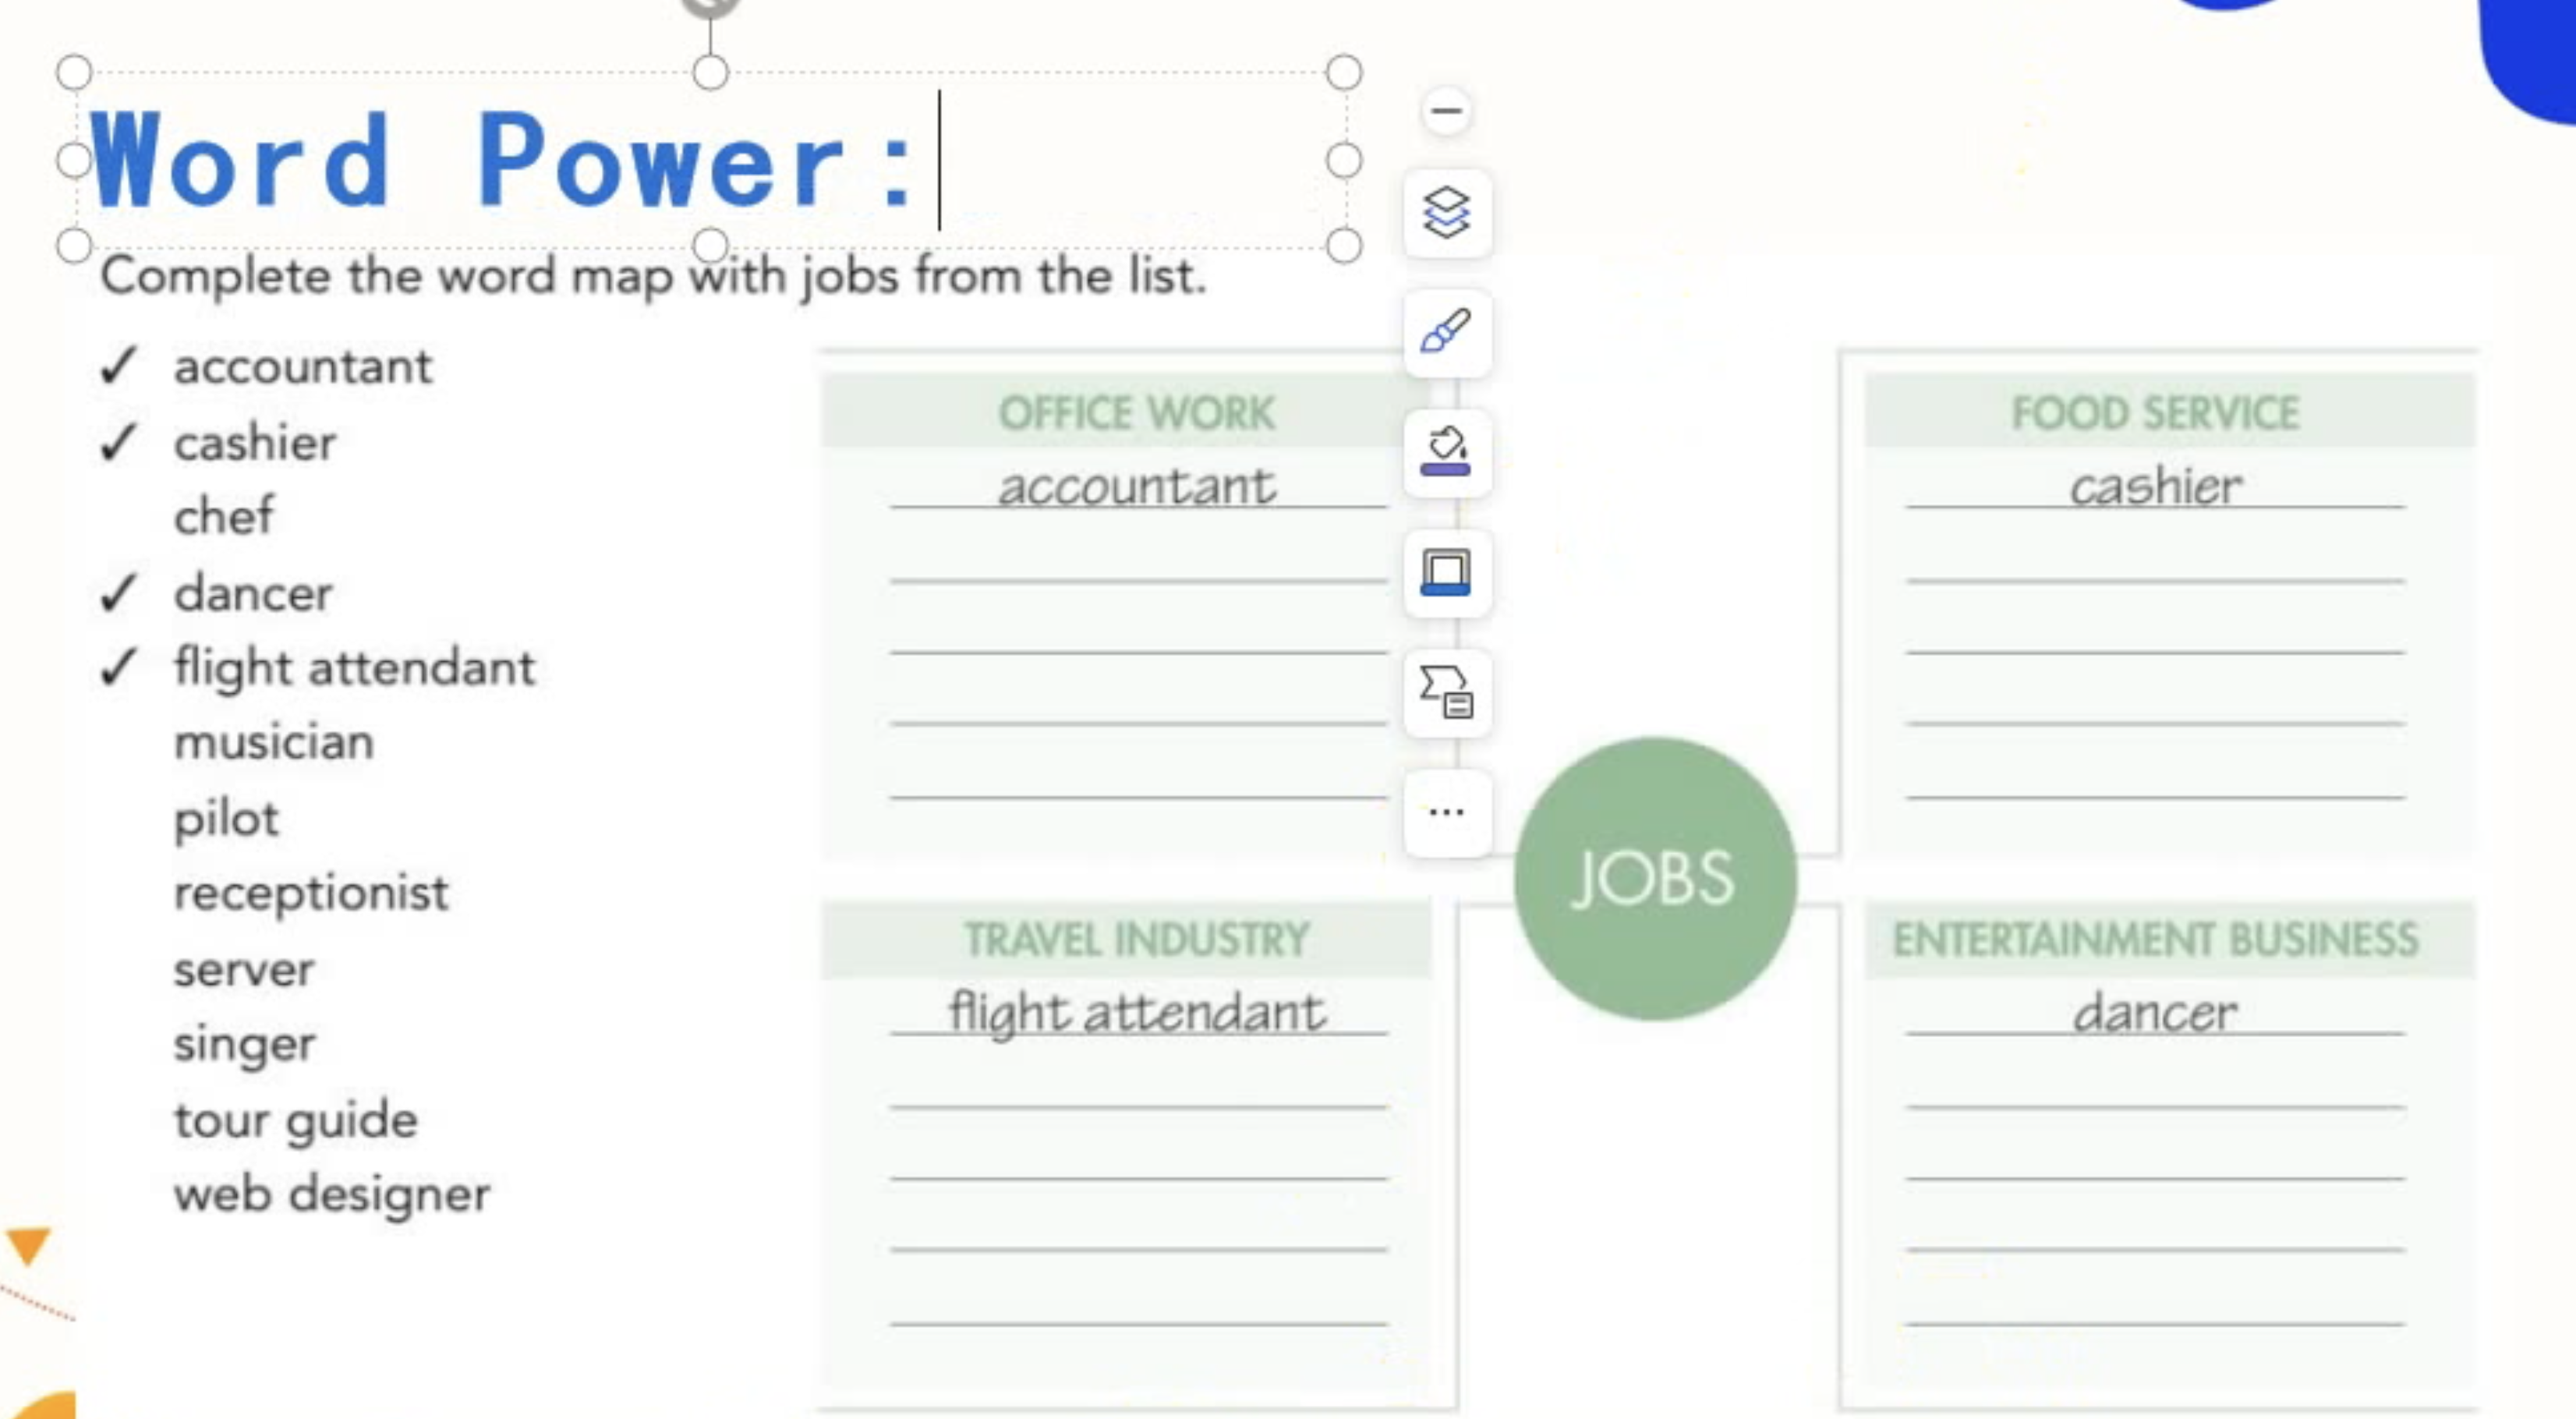 Word Power:
Complete the word map with jobs from the list.
✓ accountant
✓ cashier
chef
✓ dancer
✓ flight attendant
musician
pilot
receptionist
server
singer
tour guide
web designer
OFFICE WORK
accountant
FOOD SERVICE
cashier
JOBS
TRAVEL INDUSTRY
flight attendant
ENTERTAINMENT BUSINESS
dancer